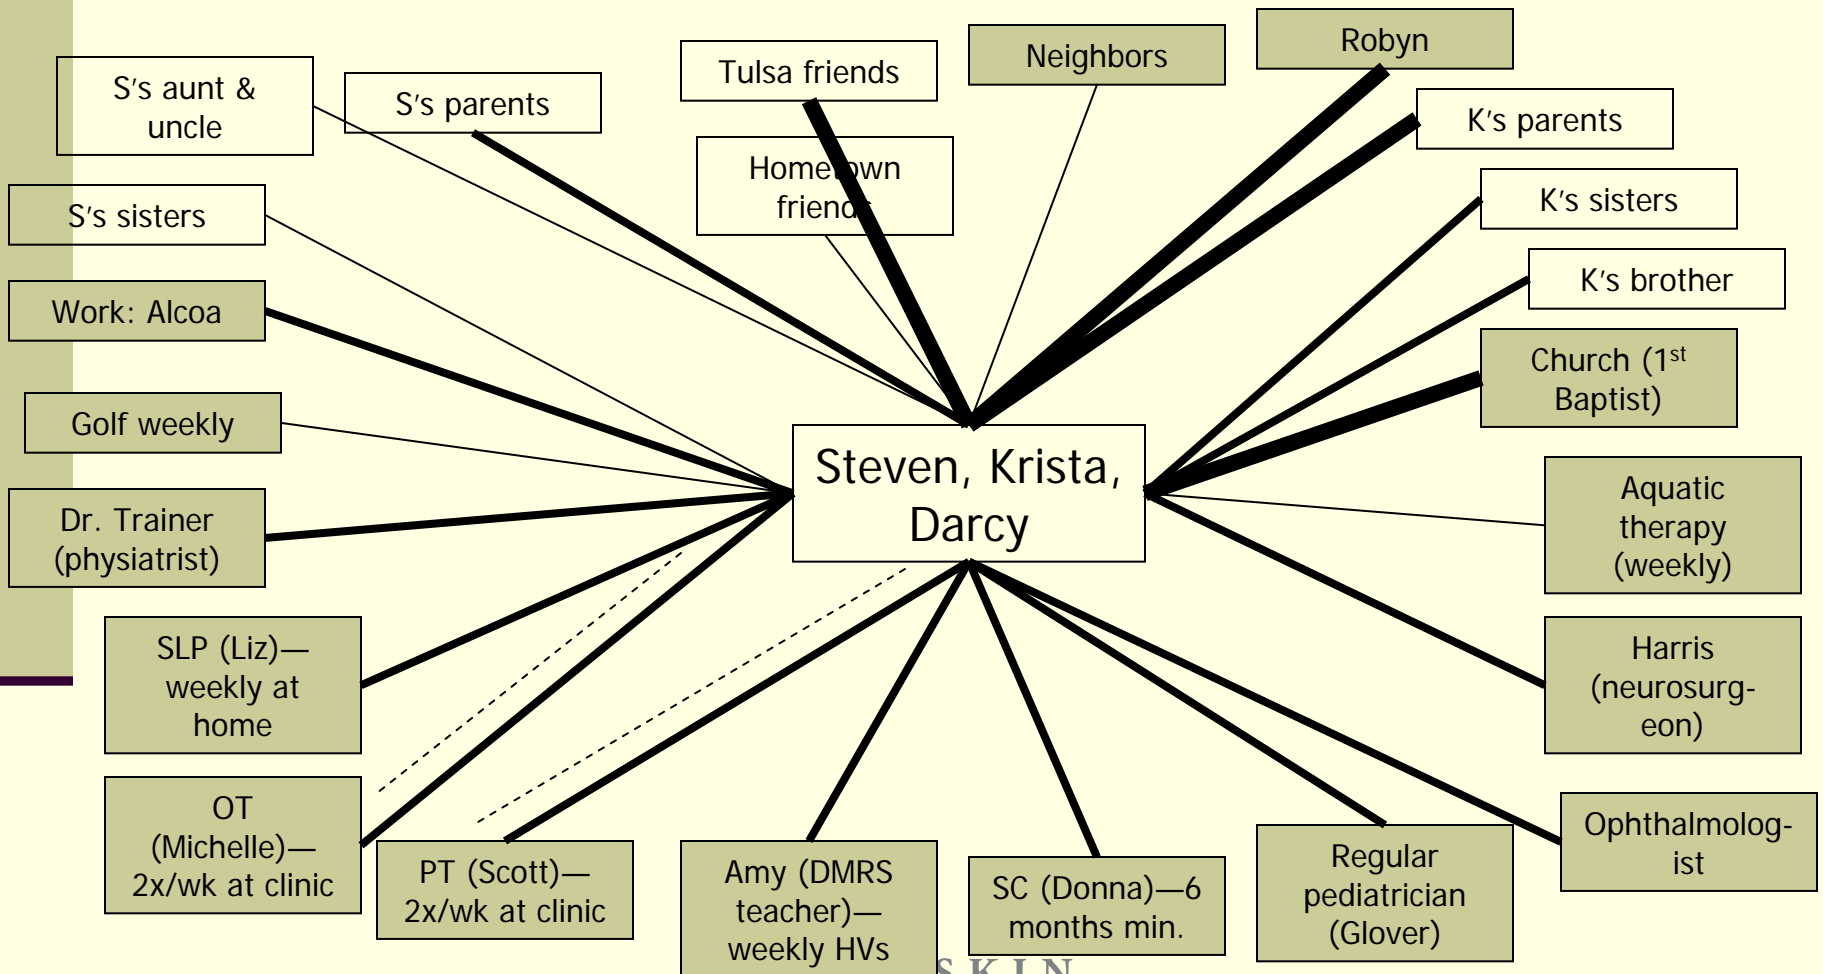 S's aunt &
uncle
S's parents
Tulsa friends
Neighbors
Robyn
K's parents
Hometown
friends
S's sisters
K's sisters
Work: Alcoa
K's brother
Church (1st
Baptist)
Golf weekly
Steven, Krista,
Darcy
Dr. Trainer
(physiatrist)
Aquatic
therapy
(weekly)
SLP (Liz)—
weekly at
home
Harris
(neurosurg-
eon)
OT
(Michelle)—
2x/wk at clinic
PT (Scott)—
2x/wk at clinic
Amy (DMRS
teacher)—
weekly HVs
SC (Donna)—6
months min.
Regular
pediatrician
(Glover)
Ophthalmolog-
ist